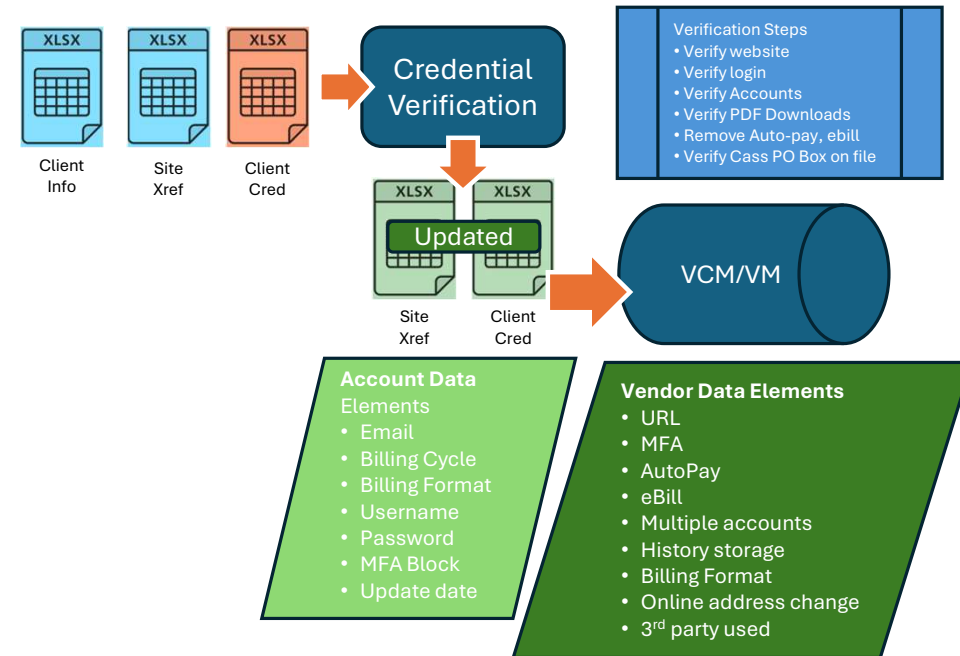 XLSX
XLSX
XLSX
Client
Info
Site
Xref
Client
Cred
Credential
Verification
Verification Steps
• Verify website
• Verify login
• Verify Accounts
• Verify PDF Downloads
• Remove Auto-pay, ebill
• Verify Cass PO Box on file
XLSX
XLSX
Updated
Site
Xref
Client
Cred
VCM/VM
Account Data
Elements
• Email
• Billing Cycle
• Billing Format
• Username
• Password
• MFA Block
• Update date
Vendor Data Elements
• URL
• MFA
• AutoPay
• eBill
• Multiple accounts
• History storage
• Billing Format
• Online address change
• 3rd party used